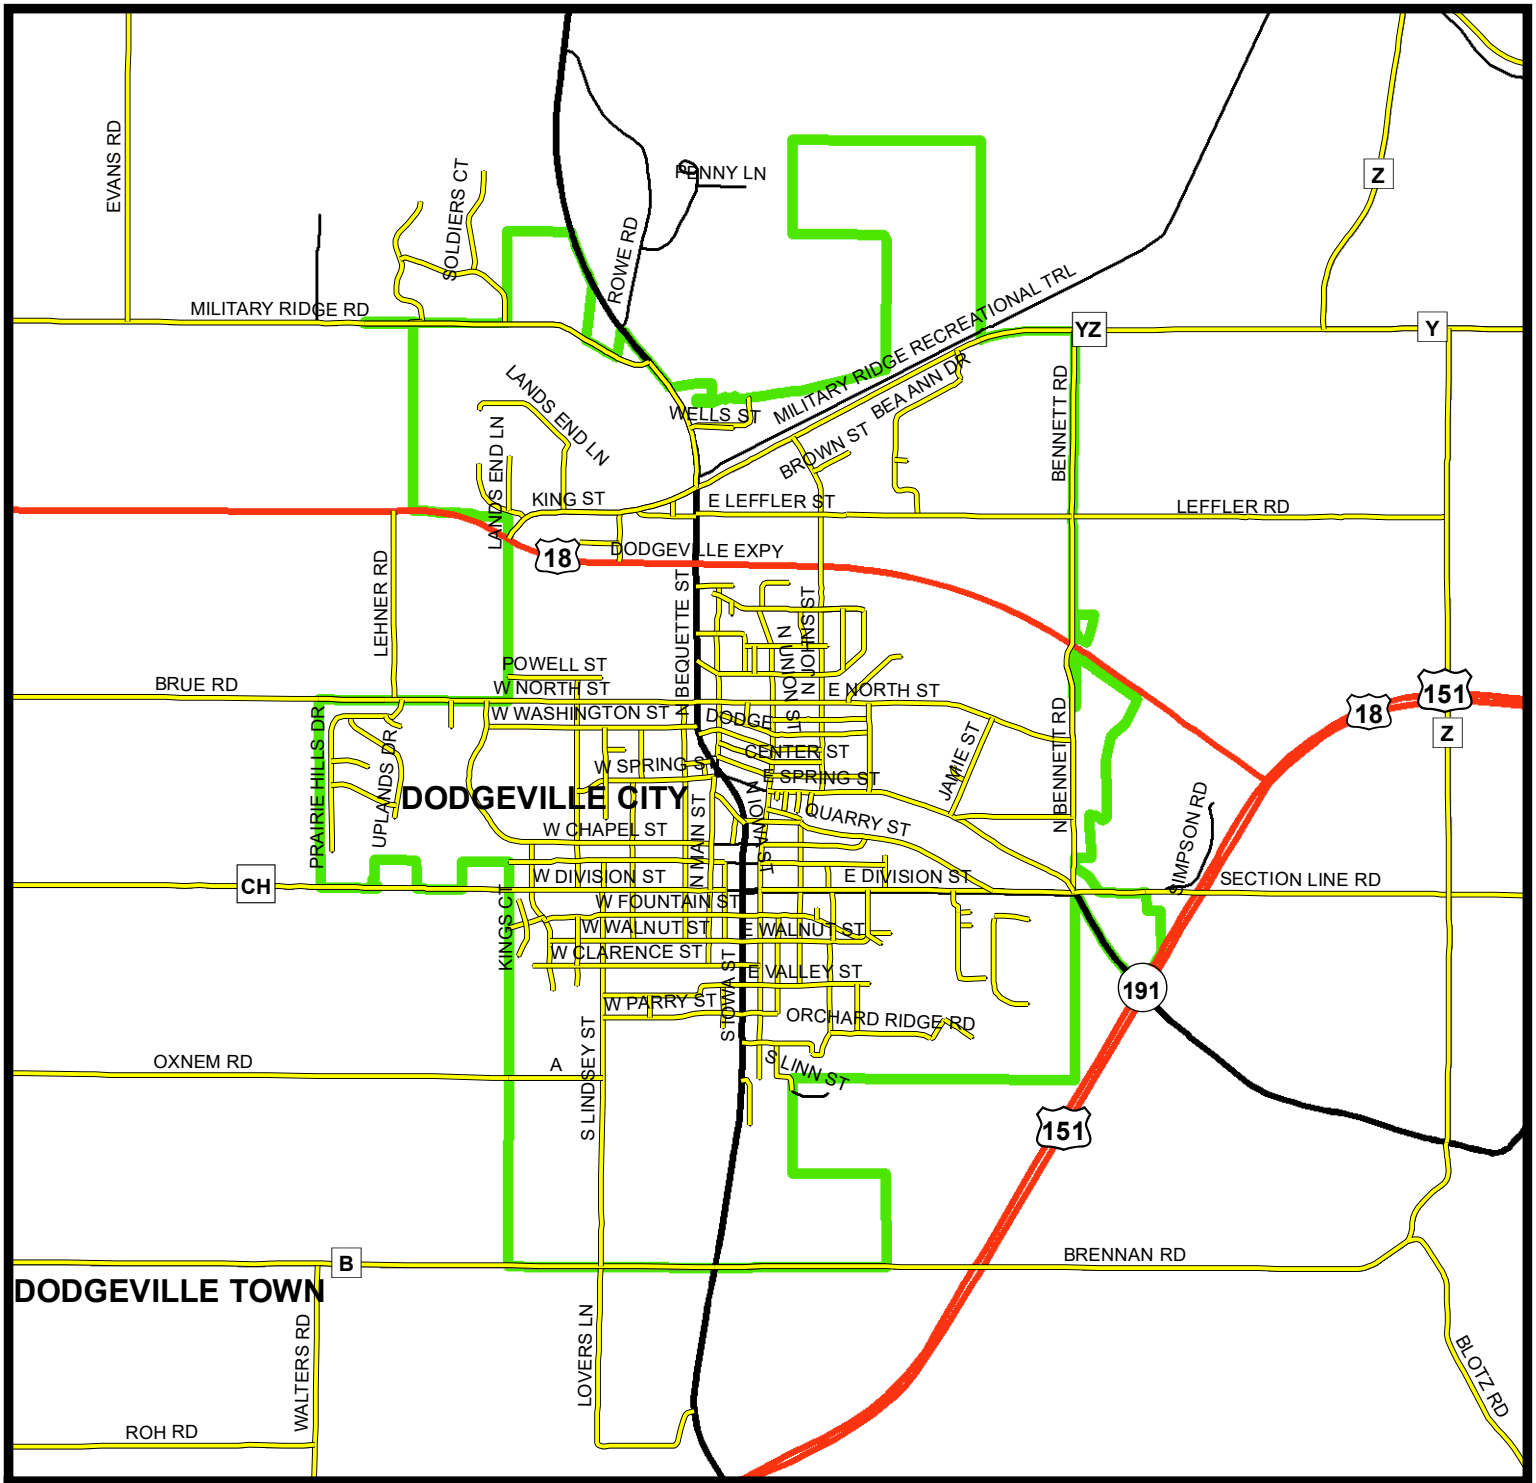 EVANS RD
SOLDIERS CT
PENNY LN
ROWE RD
Z
MILITARY RIDGE RD
MILITARY RIDGE RECREATIONAL TRL
YZ
Y
LANDS END LN
LANDS END LN
WELLS ST
BEA ANN DR
BROWN ST
BENNETT RD
KING ST
E LEFFLER ST
LEFFLER RD
18
DODGEVILLE EXPY
LEHNER RD
N BEQUETTE ST
N UNION ST
N JOHNS ST
POWELL ST
BRUE RD
W NORTH ST
E NORTH ST
151
18
Z
W WASHINGTON ST
DODGE
PRAIRIE HILLS DR
UPLANDS DR
CENTER ST
W SPRING ST
E SPRING ST
JAMIE ST
N BENNETT RD
DODGEVILLE CITY
N IOWA ST
QUARRY ST
SIMPSON RD
W CHAPEL ST
N MAIN ST
CH
W DIVISION ST
E DIVISION ST
SECTION LINE RD
KINGS CT
W FOUNTAIN ST
W WALNUT ST
E WALNUT ST
W CLARENCE ST
E VALLEY ST
191
W PARRY ST
S IOWA ST
ORCHARD RIDGE RD
OXNEM RD
A
S LINDSEY ST
S LINN ST
151
B
BRENNAN RD
DODGEVILLE TOWN
WALTERS RD
LOVERS LN
BLOTZ RD
ROH RD